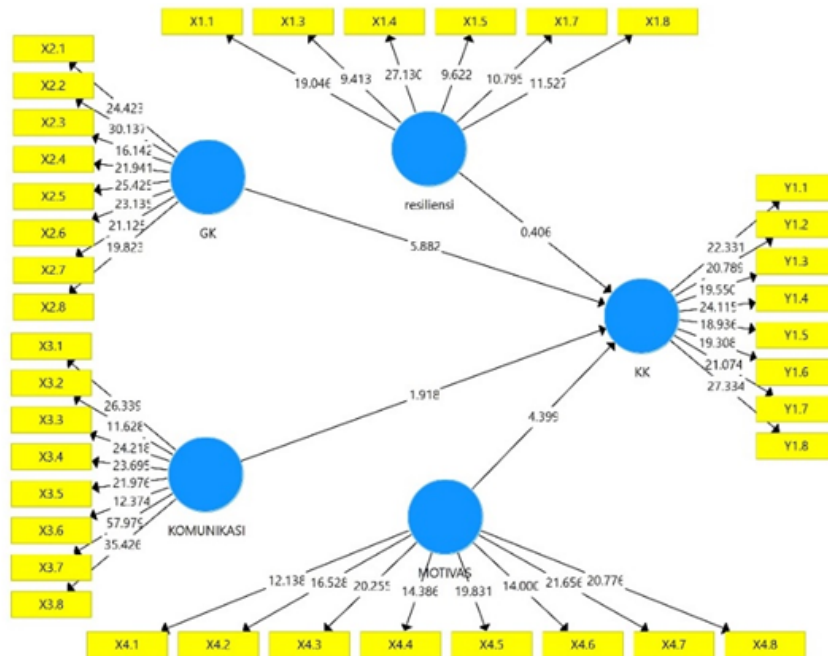 X1.1 X1.3 X1.4 X1.5 X1.7 X1.8
19.046 9.413 27.130 9.622 10.795 11.527
resiliensi
X2.1
X2.2
X2.3
X2.4
X2.5
X2.6
X2.7
X2.8
24.423
30.137
16.142
21.941
25.425
23.135
21.125
19.823
GK
5.882
0.406
1.918
4.399
Y1.1
Y1.2
Y1.3
Y1.4
Y1.5
Y1.6
Y1.7
Y1.8
22.331
20.789
19.550
24.115
18.936
19.308
21.074
27.334
KK
X3.1
X3.2
X3.3
X3.4
X3.5
X3.6
X3.7
X3.8
26.339
11.628
24.218
23.695
21.976
12.374
57.979
35.426
KOMUNIKASI
MOTIVAS
12.138 16.528 20.255 14.386 19.831 14.000 21.656 20.776
X4.1 X4.2 X4.3 X4.4 X4.5 X4.6 X4.7 X4.8